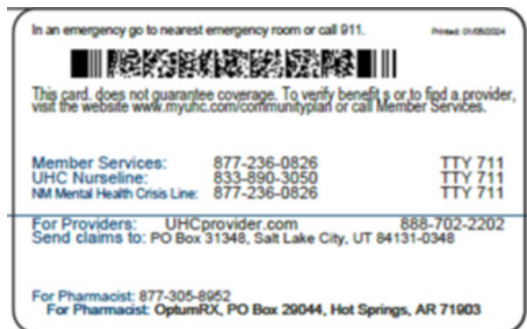 In an emergency go to nearest emergency room or call 911. Printed: 01/05/2024
This card. does not guarantee coverage. To verify benefit s or to find a provider,
visit the website www.myuhc.com/communityplan or call Member Services.
Member Services: 877-236-0826 TTY 711
UHC Nurseline: 833-890-3050 TTY 711
NM Mental Health Crisis Line: 877-236-0826 TTY 711
For Providers: UHCprovider.com 888-702-2202
Send claims to: PO Box 31348, Salt Lake City, UT 84131-0348
For Pharmacist: 877-305-8952
For Pharmacist: OptumRX, PO Box 29044, Hot Springs, AR 71903